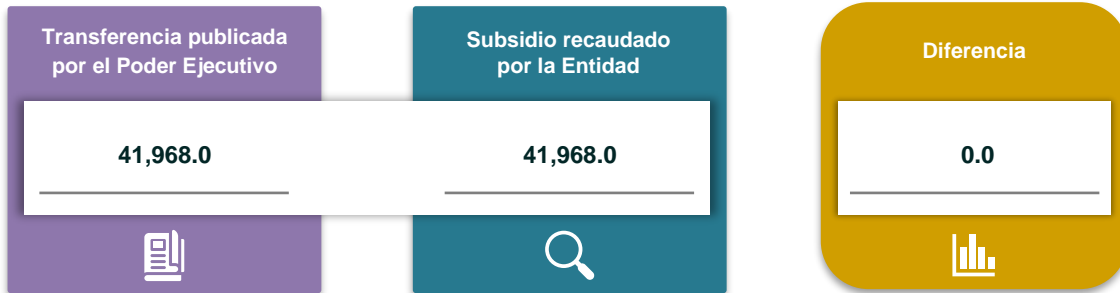 Transferencia publicada
por el Poder Ejecutivo
41,968.0
Subsidio recaudado
por la Entidad
41,968.0
Diferencia
0.0